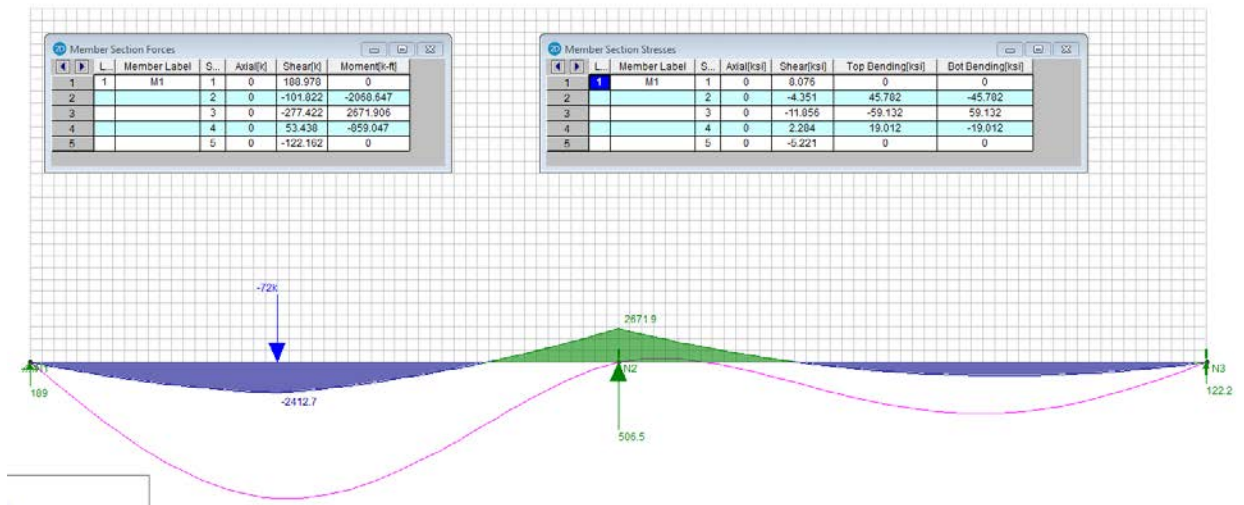 Member Section Forces
L... Member Label S... Axial[k] Shear[k] Moment[k-ft]
1 1 M1 1 0 188.978 0
2 2 0 -101.822 -2068.647
3 3 0 -277.422 2671.906
4 4 0 53.438 -859.047
5 5 0 -122.162 0
Member Section Stresses
L... Member Label S... Axial[ksi] Shear[ksi] Top Bending[ksi] Bot Bending[ksi]
1 1 M1 1 0 8.076 0 0
2 2 0 -4.351 45.782 -45.782
3 3 0 -11.856 -59.132 59.132
4 4 0 2.284 19.012 -19.012
5 5 0 -5.221 0 0
-72k
2671.9
N2
N3
189
-2412.7
122.2
506.5